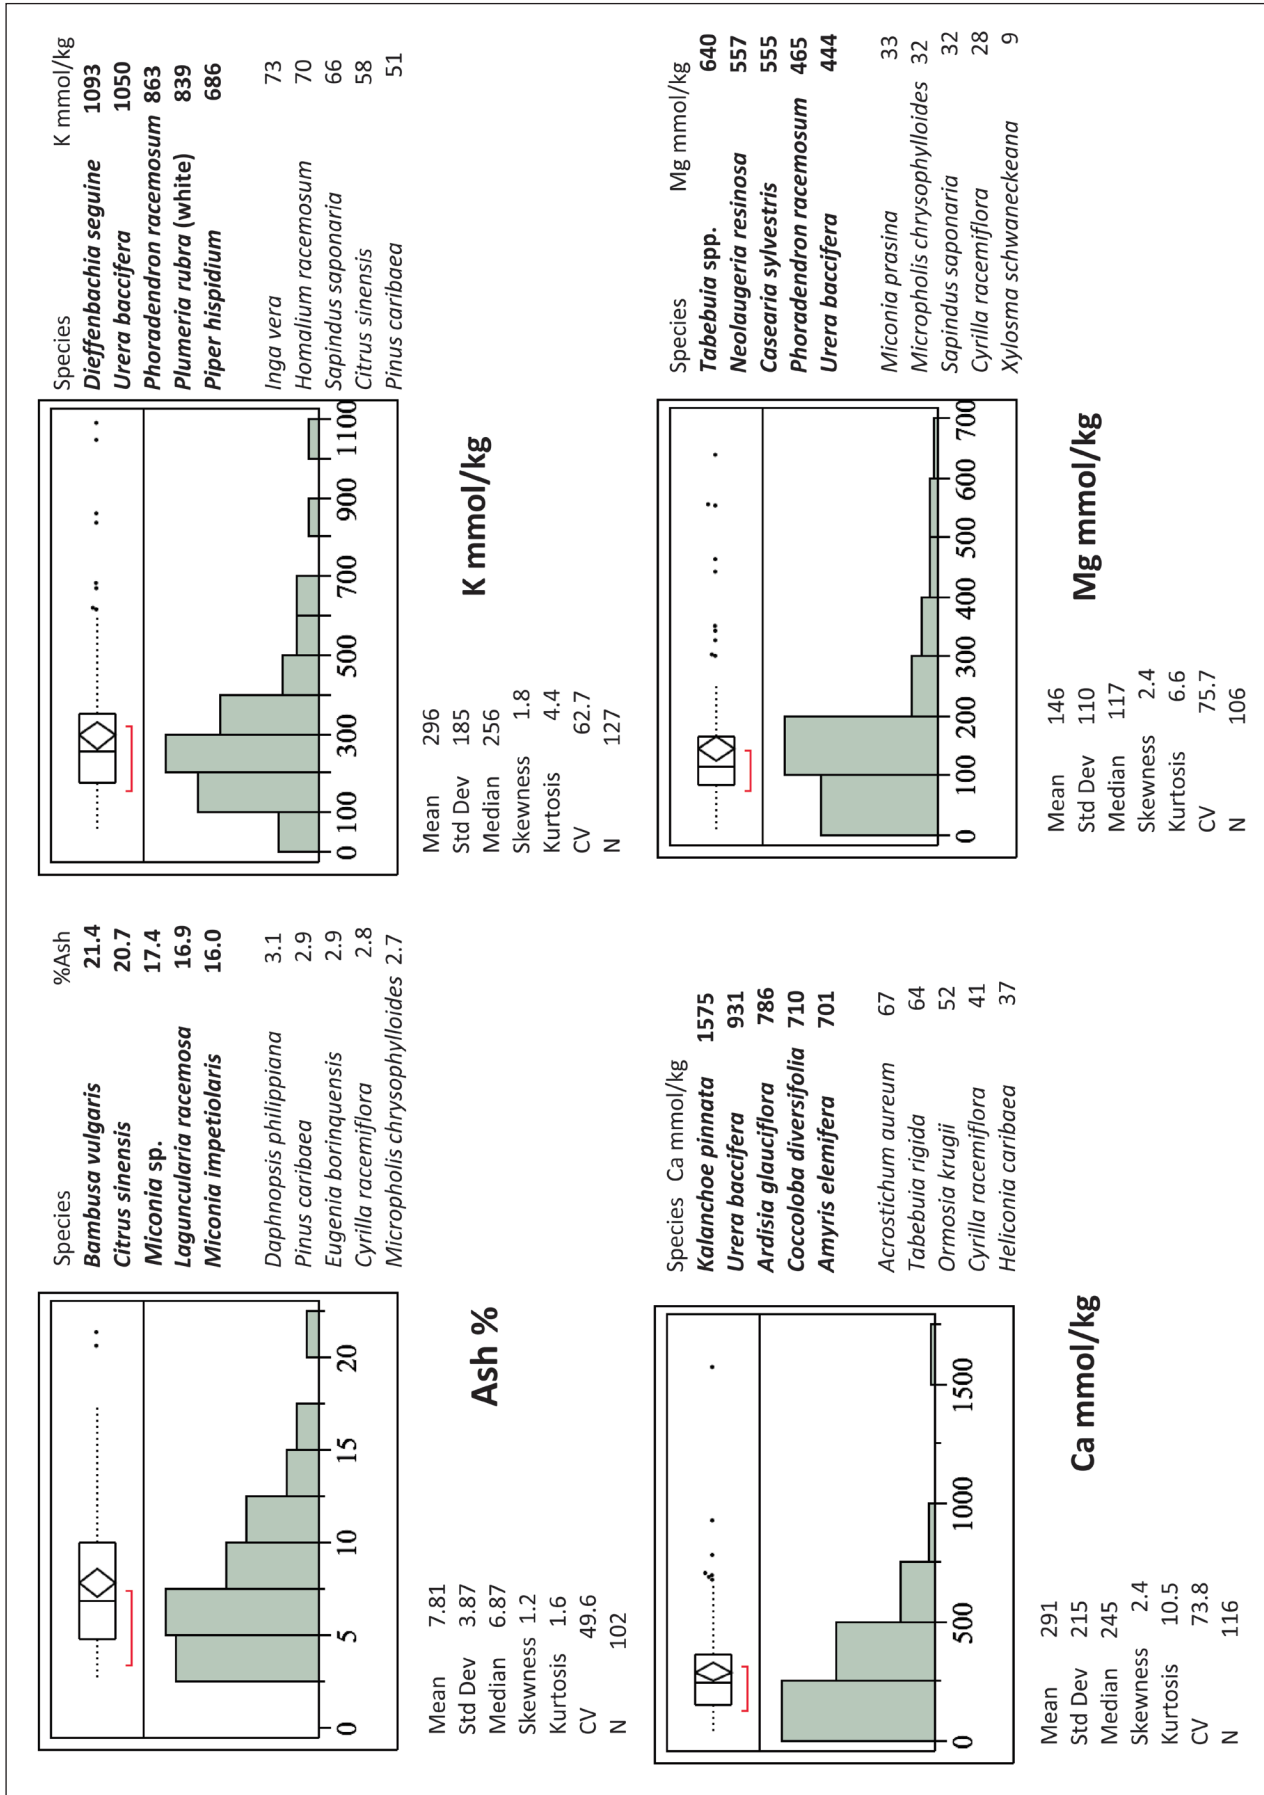 0 5 10 15 20
Ash %
Mean 7.81
Std Dev 3.87
Median 6.87
Skewness 1.2
Kurtosis 1.6
CV 49.6
N 102
Species %Ash
Bambusa vulgaris 21.4
Citrus sinensis 20.7
Miconia sp. 17.4
Laguncularia racemosa 16.9
Miconia impetiolaris 16.0
Daphnopsis philippiana 3.1
Pinus caribaea 2.9
Eugenia borinquensis 2.9
Cyrilla racemiflora 2.8
Micropholis chrysophylloides 2.7
0 100 300 500 700 900 1100
K mmol/kg
Mean 296
Std Dev 185
Median 256
Skewness 1.8
Kurtosis 4.4
CV 62.7
N 127
Species K mmol/kg
Dieffenbachia seguine 1093
Urera baccifera 1050
Phoradendron racemosum 863
Plumeria rubra (white) 839
Piper hispidium 686
Inga vera 73
Homalium racemosum 70
Sapindus saponaria 66
Citrus sinensis 58
Pinus caribaea 51
0 500 1000 1500
Ca mmol/kg
Mean 291
Std Dev 215
Median 245
Skewness 2.4
Kurtosis 10.5
CV 73.8
N 116
Species Ca mmol/kg
Kalanchoe pinnata 1575
Urera baccifera 931
Ardisia glauciflora 786
Coccoloba diversifolia 710
Amyris elemifera 701
Acrostichum aureum 67
Tabebuia rigida 64
Ormosia krugii 52
Cyrilla racemiflora 41
Heliconia caribaea 37
0 100 200 300 400 500 600 700
Mg mmol/kg
Mean 146
Std Dev 110
Median 117
Skewness 2.4
Kurtosis 6.6
CV 75.7
N 106
Species Mg mmol/kg
Tabebuia spp. 640
Neolaugeria resinosa 557
Casearia sylvestris 555
Phoradendron racemosum 465
Urera baccifera 444
Miconia prasina 33
Micropholis chrysophylloides 32
Sapindus saponaria 32
Cyrilla racemiflora 28
Xylosma schwaneckeana 9